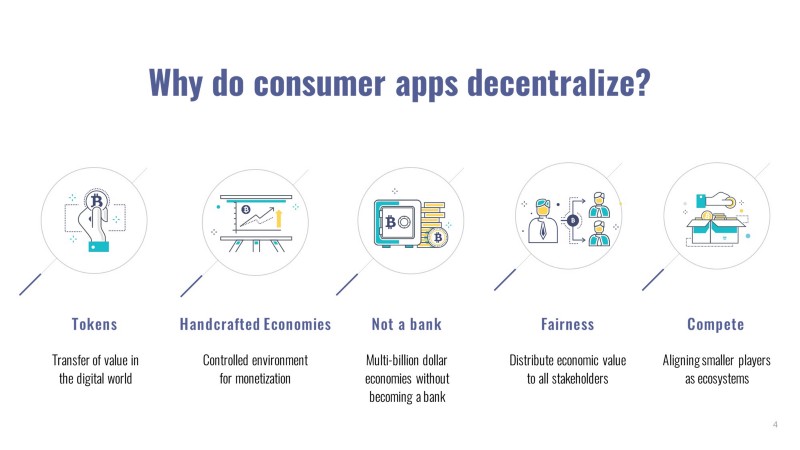 Why do consumer apps decentralize?
Tokens
Transfer of value in
the digital world
Handcrafted Economies
Controlled environment
for monetization
Not a bank
Multi-billion dollar
economies without
becoming a bank
Fairness
Distribute economic value
to all stakeholders
Compete
Aligning smaller players
as ecosystems
4